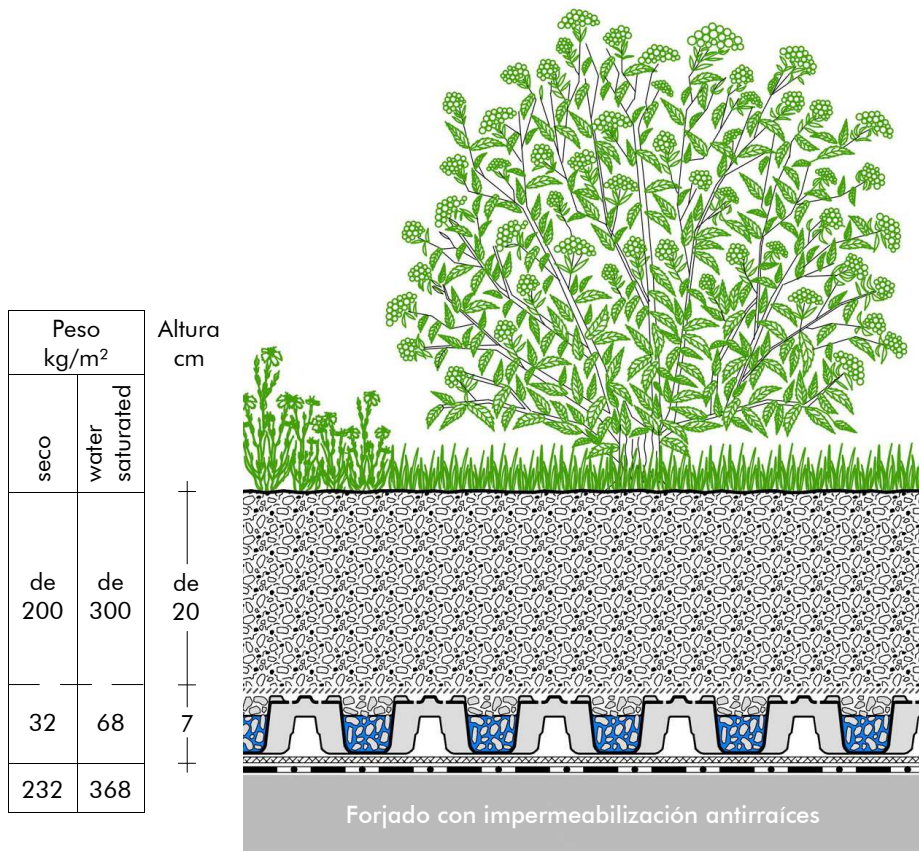 Peso
kg/m²
Altura
cm
seco
water
saturated
de
200
de
300
de
20
32
68
7
232
368
Forjado con impermeabilización antirraíces